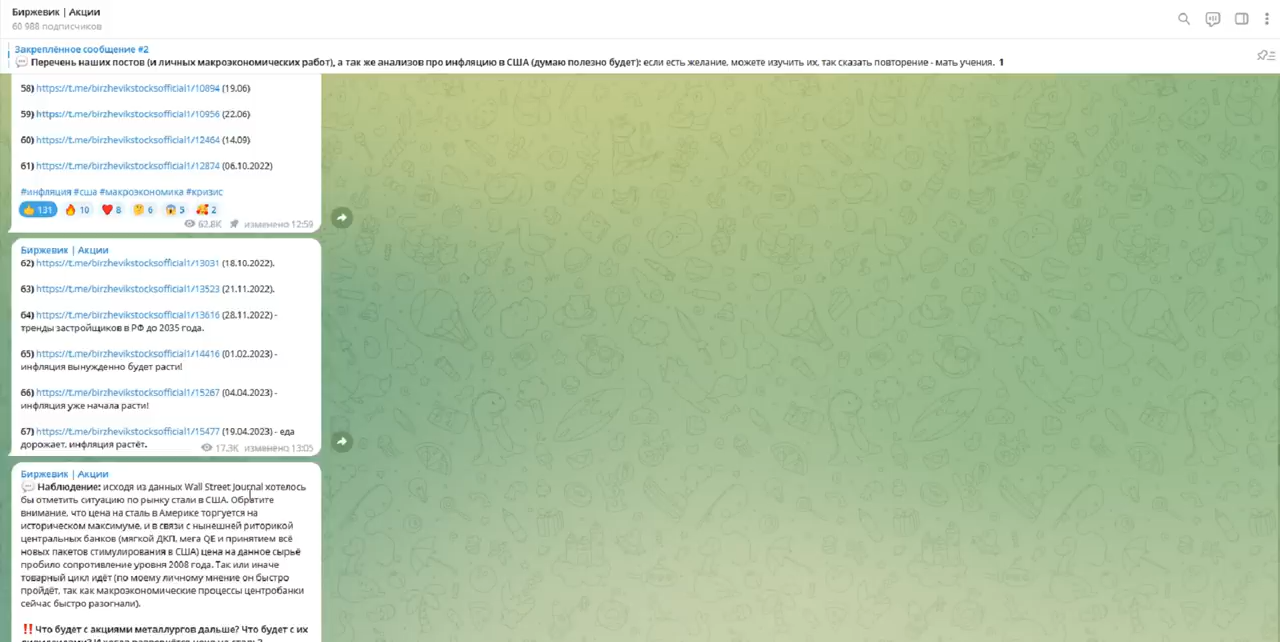 Биржевик | Акции
60 988 подписчиков
Закреплённое сообщение #2
Перечень наших постов (и личных макроэкономических работ), а так же анализов про инфляцию в США (думаю полезно будет): если есть желание, можете изучить их, так сказать повторение - мать учения. 1
58) https://t.me/birzhevikstocksofficial1/10894 (19.06)
59) https://t.me/birzhevikstocksofficial1/10956 (22.06)
60) https://t.me/birzhevikstocksofficial1/12464 (14.09)
61) https://t.me/birzhevikstocksofficial1/12874 (06.10.2022)
#инфляция #сша #макроэкономика #кризис
131 10 8 6 5 2
62.8K изменено 12:59
Биржевик | Акции
62) https://t.me/birzhevikstocksofficial1/13031 (18.10.2022).
63) https://t.me/birzhevikstocksofficial1/13523 (21.11.2022).
64) https://t.me/birzhevikstocksofficial1/13616 (28.11.2022) -
тренды застройщиков в РФ до 2035 года.
65) https://t.me/birzhevikstocksofficial1/14416 (01.02.2023) -
инфляция вынужденно будет расти!
66) https://t.me/birzhevikstocksofficial1/15267 (04.04.2023) -
инфляция уже начала расти!
67) https://t.me/birzhevikstocksofficial1/15477 (19.04.2023) - еда
дорожает, инфляция растёт.
17.3K изменено 13:05
Биржевик | Акции
Наблюдение: исходя из данных Wall Street Journal хотелось
бы отметить ситуацию по рынку стали в США. Обратите
внимание, что цена на сталь в Америке торгуется на
историческом максимуме, и в связи с нынешней риторикой
центральных банков (мягкой ДКП, мега QE и принятием всё
новых пакетов стимулирования в США) цена на данное сырьё
пробило сопротивление уровня 2008 года. Так или иначе
товарный цикл идёт (по моему личному мнение он быстро
пройдёт, так как макроэкономические процессы центробанки
сейчас быстро разогнали).
‼️ Что будет с акциями металлургов дальше? Что будет с их